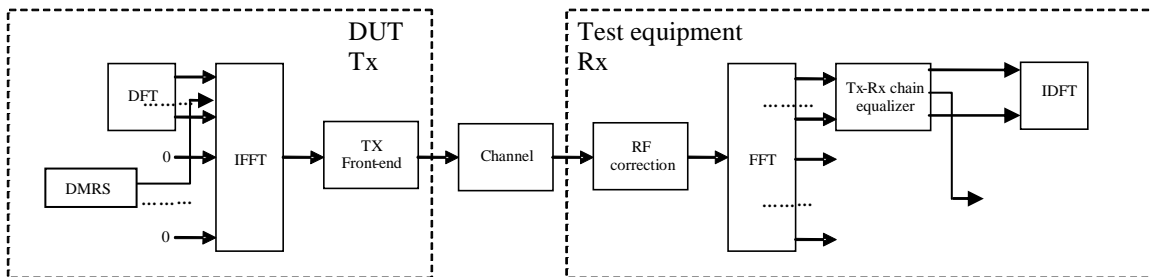 DUT
Tx
Test equipment
Rx
DFT
………
0
DMRS
………
0
IFFT
TX
Front-end
Channel
RF
correction
FFT
………
………
Tx-Rx chain
equalizer
IDFT